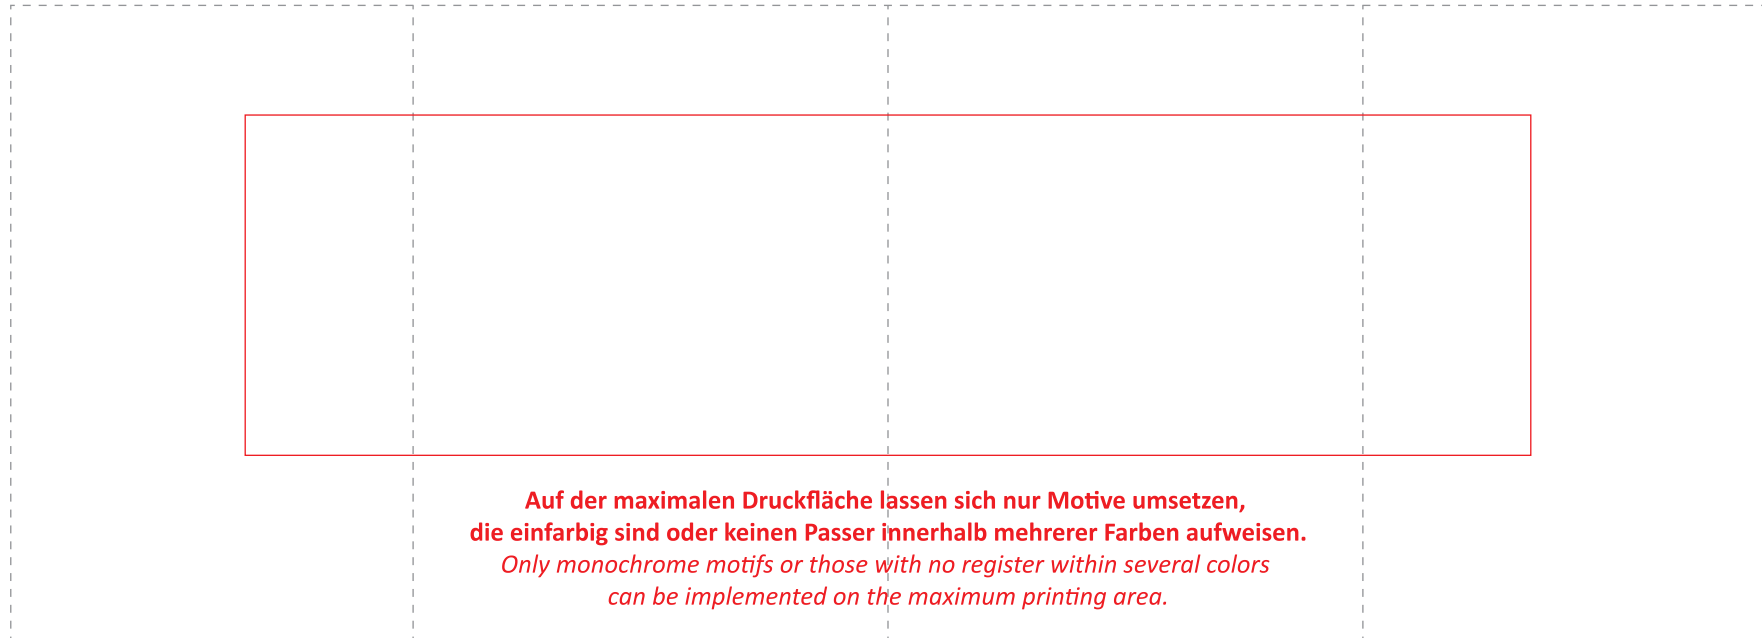 Auf der maximalen Druckfläche lassen sich nur Motive umsetzen,
die einfarbig sind oder keinen Passer innerhalb mehrerer Farben aufweisen.
Only monochrome motifs or those with no register within several colors
can be implemented on the maximum printing area.